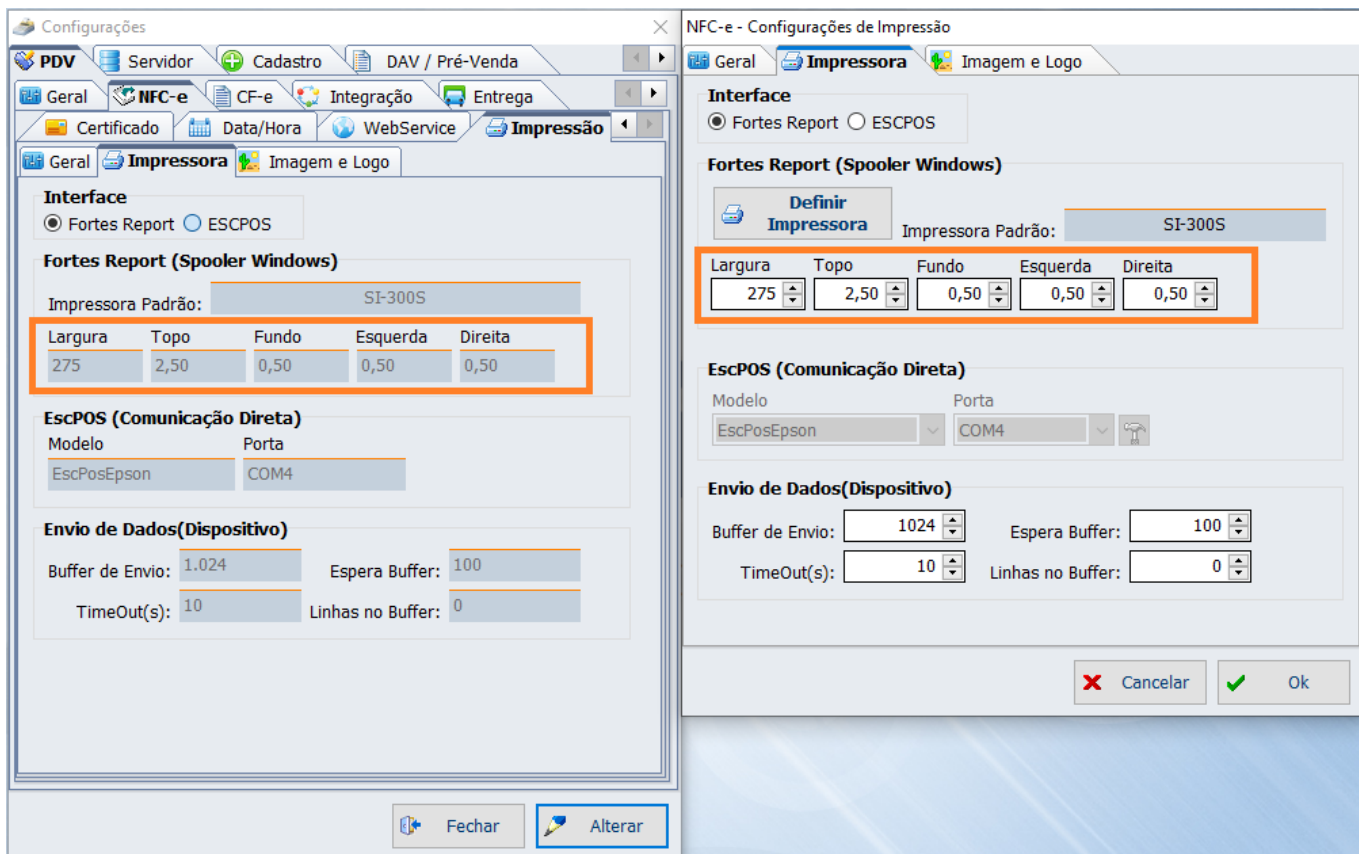 Configurações
PDV Servidor Cadastro DAV / Pré-Venda
Geral NFC-e CF-e Integração Entrega
Certificado Data/Hora WebService Impressão
Geral Impressora Imagem e Logo
Interface
Fortes Report ESCPOS
Fortes Report (Spooler Windows)
Impressora Padrão: SI-300S
Largura Topo Fundo Esquerda Direita
275 2,50 0,50 0,50 0,50
EscPOS (Comunicação Direta)
Modelo Porta
EscPosEpson COM4
Envio de Dados(Dispositivo)
Buffer de Envio: 1.024 Espera Buffer: 100
TimeOut(s): 10 Linhas no Buffer: 0
Fechar Alterar
NFC-e - Configurações de Impressão
Geral Impressora Imagem e Logo
Interface
Fortes Report ESCPOS
Fortes Report (Spooler Windows)
Definir
Impressora Impressora Padrão: SI-300S
Largura Topo Fundo Esquerda Direita
275 2,50 0,50 0,50 0,50
EscPOS (Comunicação Direta)
Modelo Porta
EscPosEpson COM4
Envio de Dados(Dispositivo)
Buffer de Envio: 1024 Espera Buffer: 100
TimeOut(s): 10 Linhas no Buffer: 0
Cancelar Ok